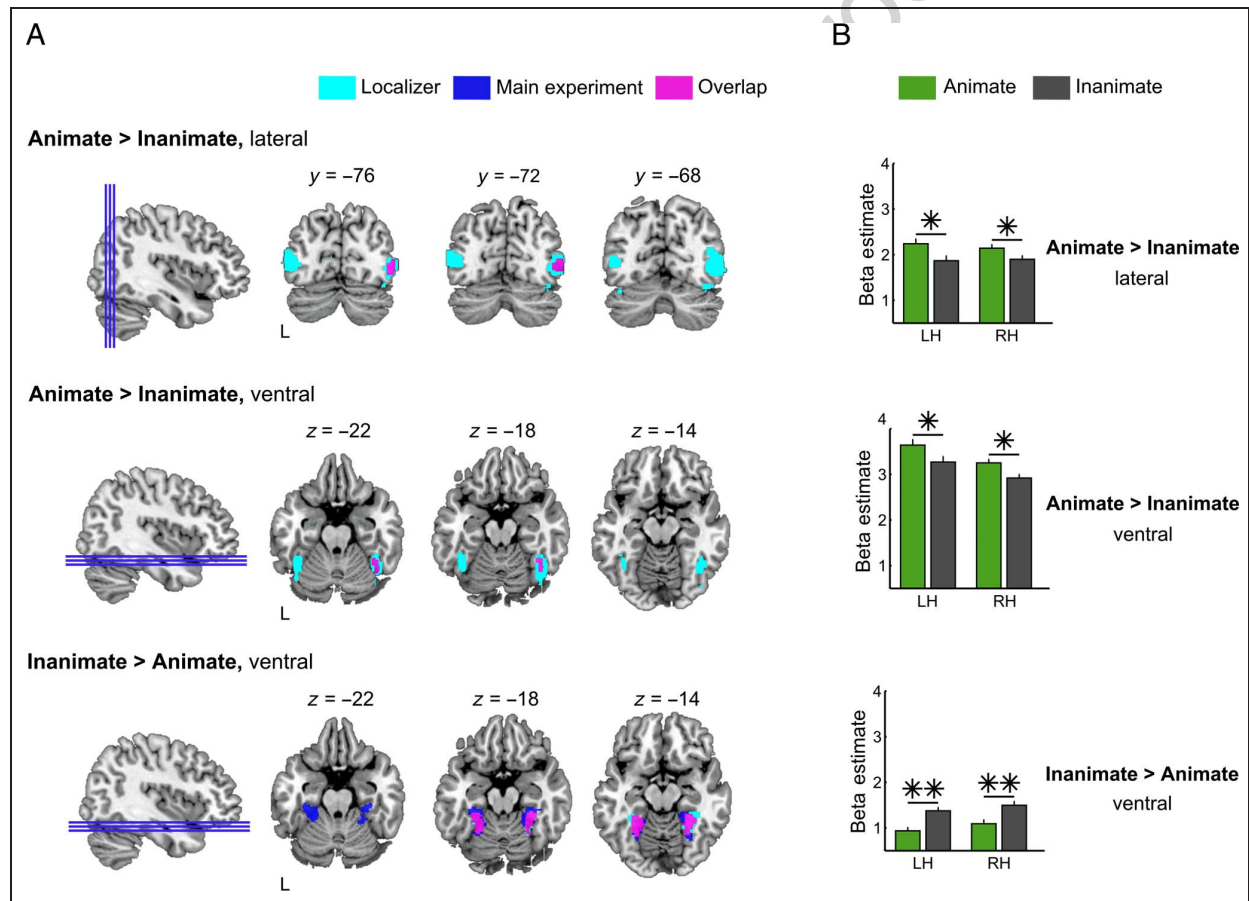 A
B
Localizer Main experiment Overlap
Animate Inanimate
Animate > Inanimate, lateral
y = –76
y = –72
y = –68
L
4
3
2
1
Beta estimate
LH
RH
Animate > Inanimate
lateral
Animate > Inanimate, ventral
z = –22
z = –18
z = –14
L
4
3
2
1
Beta estimate
LH
RH
Animate > Inanimate
ventral
Inanimate > Animate, ventral
z = –22
z = –18
z = –14
L
4
3
2
1
Beta estimate
LH
RH
Inanimate > Animate
ventral